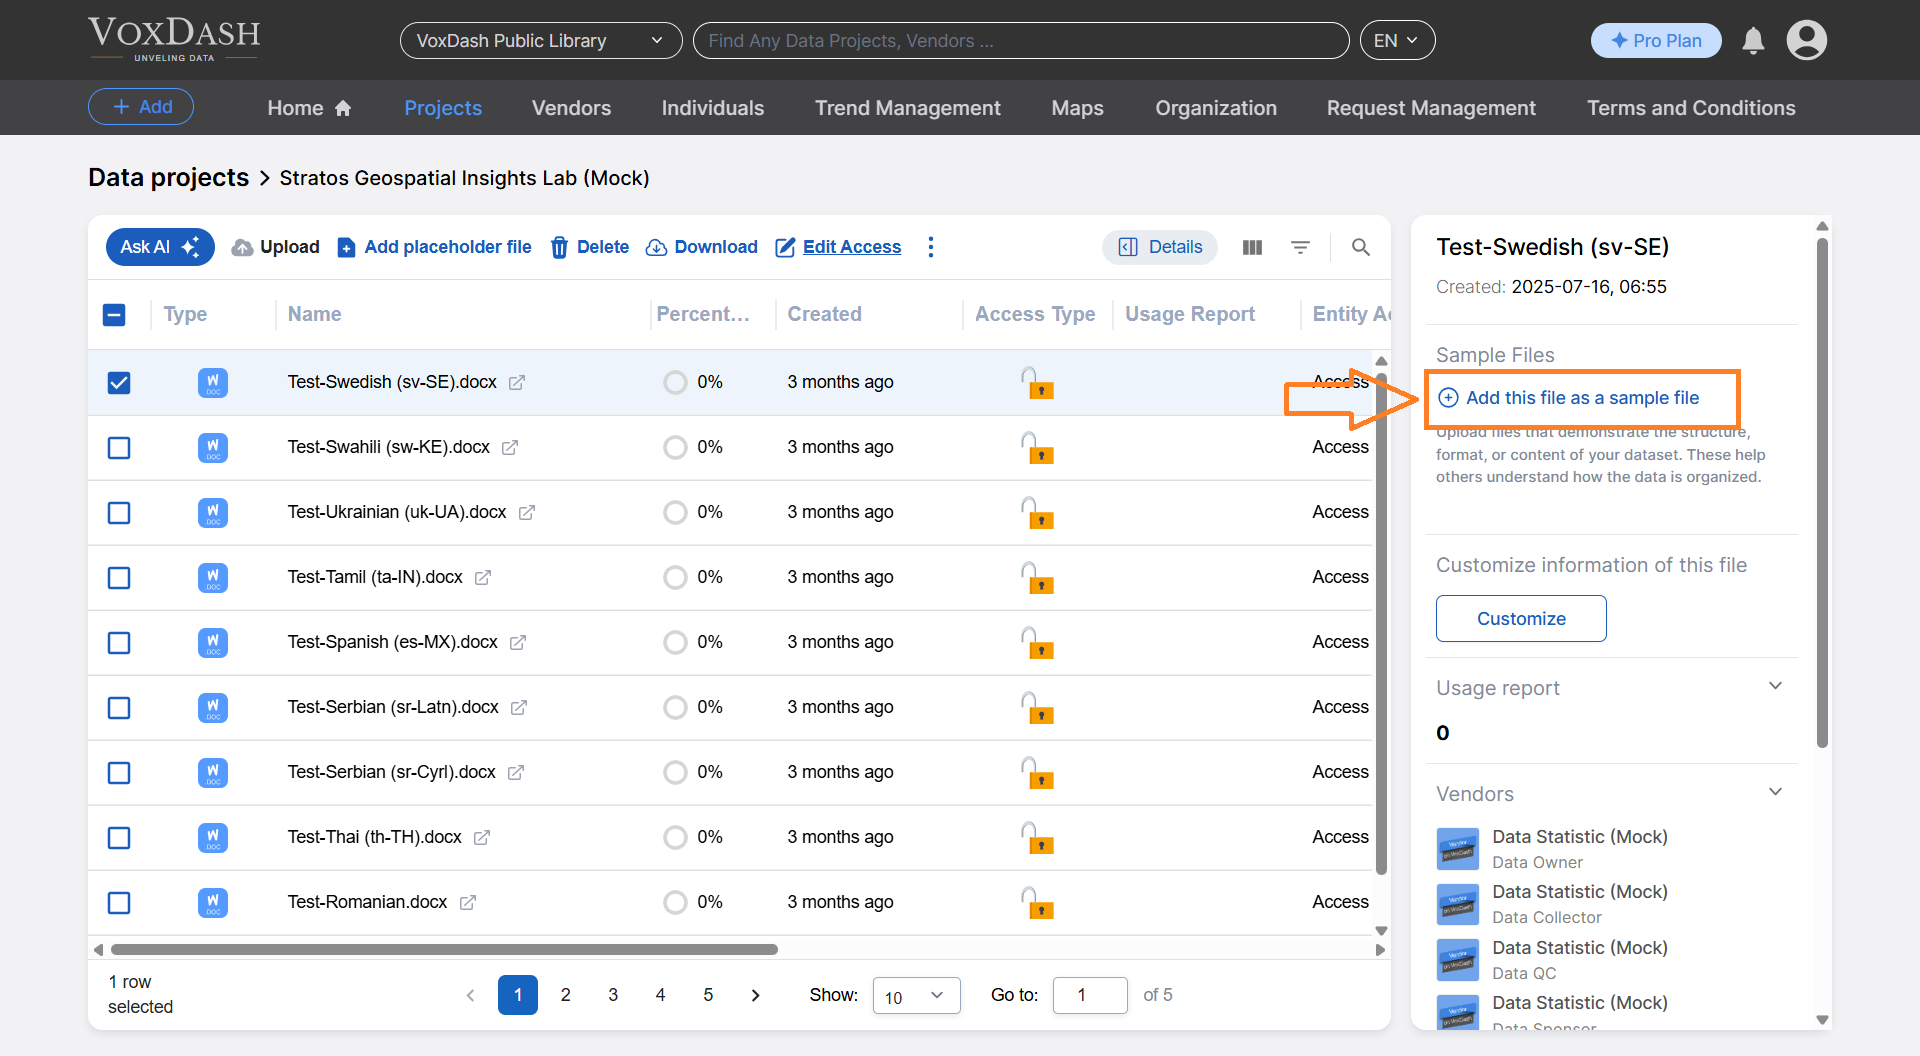 VOXDASH
UNVELING DATA
VoxDash Public Library
Find Any Data Projects, Vendors ...
EN
Pro Plan
+ Add
Home
Projects
Vendors
Individuals
Trend Management
Maps
Organization
Request Management
Terms and Conditions
Data projects > Stratos Geospatial Insights Lab (Mock)
Ask AI
Upload
Add placeholder file
Delete
Download
Edit Access
Details
Type
Name
Percent...
Created
Access Type
Usage Report
Entity Ac
Test-Swedish (sv-SE).docx
0%
3 months ago
Access
Test-Swahili (sw-KE).docx
0%
3 months ago
Access
Test-Ukrainian (uk-UA).docx
0%
3 months ago
Access
Test-Tamil (ta-IN).docx
0%
3 months ago
Access
Test-Spanish (es-MX).docx
0%
3 months ago
Access
Test-Serbian (sr-Latn).docx
0%
3 months ago
Access
Test-Serbian (sr-Cyrl).docx
0%
3 months ago
Access
Test-Thai (th-TH).docx
0%
3 months ago
Access
Test-Romanian.docx
0%
3 months ago
Access
1 row
selected
1
2
3
4
5
Show:
10
Go to:
1
of 5
Test-Swedish (sv-SE)
Created: 2025-07-16, 06:55
Sample Files
Add this file as a sample file
Upload files that demonstrate the structure,
format, or content of your dataset. These help
others understand how the data is organized.
Customize information of this file
Customize
Usage report
0
Vendors
Data Statistic (Mock)
Data Owner
Data Statistic (Mock)
Data Collector
Data Statistic (Mock)
Data QC
Data Statistic (Mock)
Data Sponsor